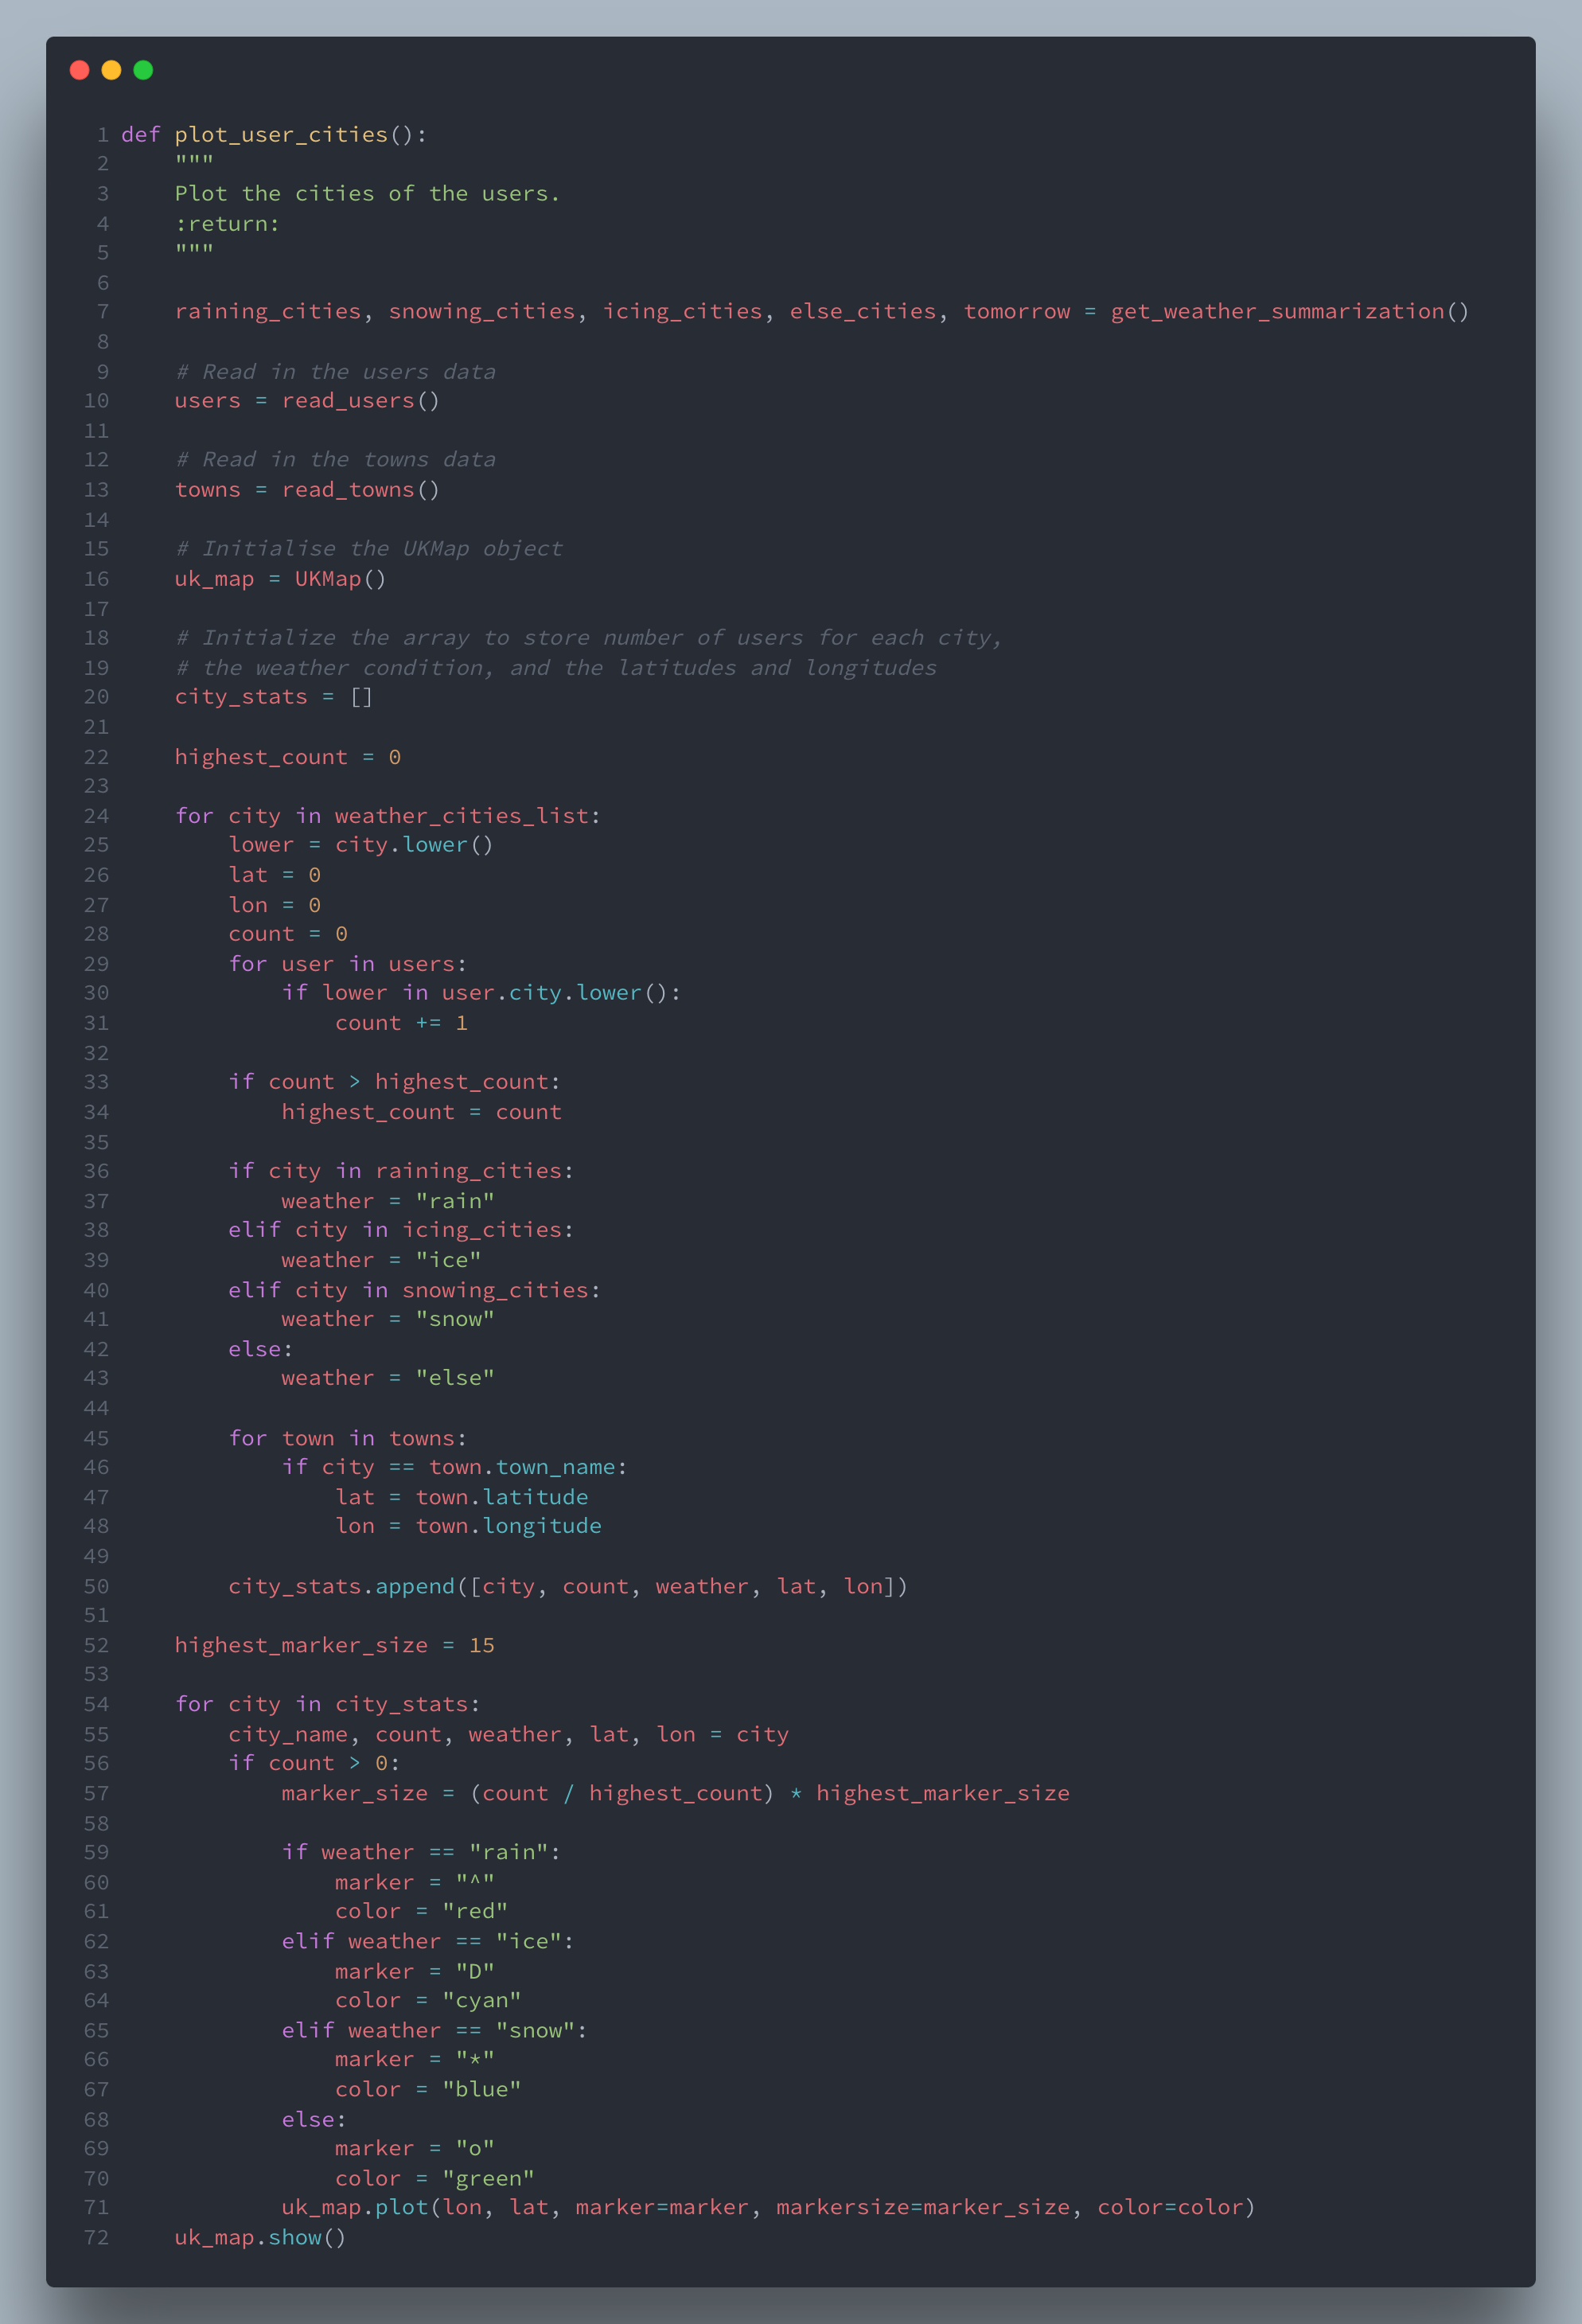 1 def plot_user_cities():
2     """
3     Plot the cities of the users.
4     :return:
5     """
6
7     raining_cities, snowing_cities, icing_cities, else_cities, tomorrow = get_weather_summarization()
8
9     # Read in the users data
10     users = read_users()
11
12     # Read in the towns data
13     towns = read_towns()
14
15     # Initialise the UKMap object
16     uk_map = UKMap()
17
18     # Initialize the array to store number of users for each city,
19     # the weather condition, and the latitudes and longitudes
20     city_stats = []
21
22     highest_count = 0
23
24     for city in weather_cities_list:
25         lower = city.lower()
26         lat = 0
27         lon = 0
28         count = 0
29         for user in users:
30             if lower in user.city.lower():
31                 count += 1
32
33         if count > highest_count:
34             highest_count = count
35
36         if city in raining_cities:
37             weather = "rain"
38         elif city in icing_cities:
39             weather = "ice"
40         elif city in snowing_cities:
41             weather = "snow"
42         else:
43             weather = "else"
44
45         for town in towns:
46             if city == town.town_name:
47                 lat = town.latitude
48                 lon = town.longitude
49
50         city_stats.append([city, count, weather, lat, lon])
51
52     highest_marker_size = 15
53
54     for city in city_stats:
55         city_name, count, weather, lat, lon = city
56         if count > 0:
57             marker_size = (count / highest_count) * highest_marker_size
58
59             if weather == "rain":
60                 marker = "^"
61                 color = "red"
62             elif weather == "ice":
63                 marker = "D"
64                 color = "cyan"
65             elif weather == "snow":
66                 marker = "*"
67                 color = "blue"
68             else:
69                 marker = "o"
70                 color = "green"
71             uk_map.plot(lon, lat, marker=marker, markersize=marker_size, color=color)
72     uk_map.show()